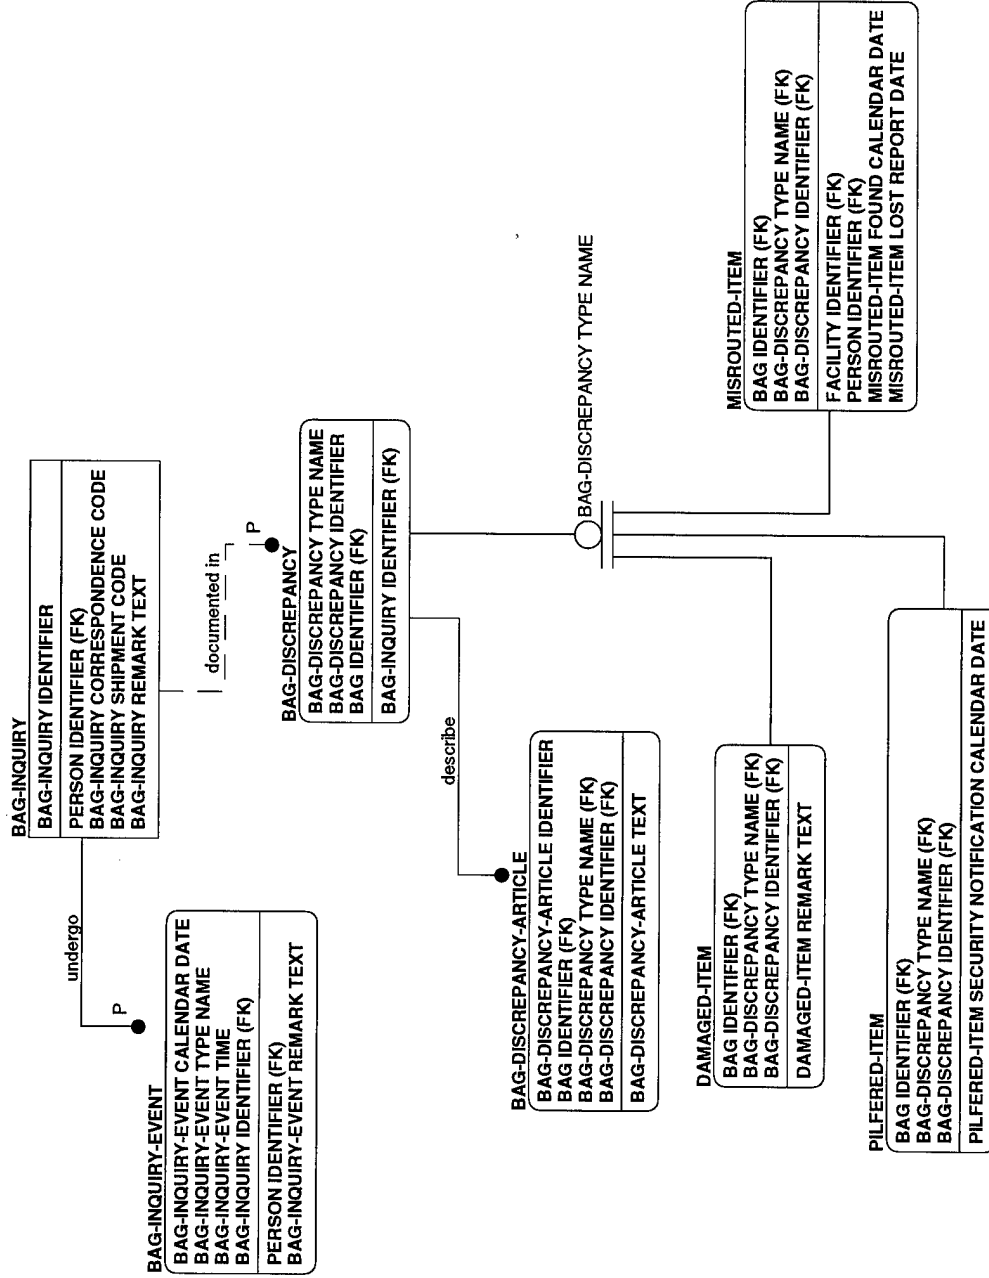 BAG-INQUIRY
BAG-INQUIRY IDENTIFIER
PERSON IDENTIFIER (FK)
BAG-INQUIRY CORRESPONDENCE CODE
BAG-INQUIRY SHIPMENT CODE
BAG-INQUIRY REMARK TEXT
undergo
P
BAG-INQUIRY-EVENT
BAG-INQUIRY-EVENT CALENDAR DATE
BAG-INQUIRY-EVENT TYPE NAME
BAG-INQUIRY-EVENT TIME
BAG-INQUIRY IDENTIFIER (FK)
PERSON IDENTIFIER (FK)
BAG-INQUIRY-EVENT REMARK TEXT
documented in
P
BAG-DISCREPANCY
BAG-DISCREPANCY TYPE NAME
BAG-DISCREPANCY IDENTIFIER
BAG IDENTIFIER (FK)
BAG-INQUIRY IDENTIFIER (FK)
describe
BAG-DISCREPANCY-ARTICLE
BAG-DISCREPANCY-ARTICLE IDENTIFIER
BAG IDENTIFIER (FK)
BAG-DISCREPANCY TYPE NAME (FK)
BAG-DISCREPANCY IDENTIFIER (FK)
BAG-DISCREPANCY-ARTICLE TEXT
BAG-DISCREPANCY TYPE NAME
DAMAGED-ITEM
BAG IDENTIFIER (FK)
BAG-DISCREPANCY TYPE NAME (FK)
BAG-DISCREPANCY IDENTIFIER (FK)
DAMAGED-ITEM REMARK TEXT
MISROUTED-ITEM
BAG IDENTIFIER (FK)
BAG-DISCREPANCY TYPE NAME (FK)
BAG-DISCREPANCY IDENTIFIER (FK)
FACILITY IDENTIFIER (FK)
PERSON IDENTIFIER (FK)
MISROUTED-ITEM FOUND CALENDAR DATE
MISROUTED-ITEM LOST REPORT DATE
PILFERED-ITEM
BAG IDENTIFIER (FK)
BAG-DISCREPANCY TYPE NAME (FK)
BAG-DISCREPANCY IDENTIFIER (FK)
PILFERED-ITEM SECURITY NOTIFICATION CALENDAR DATE